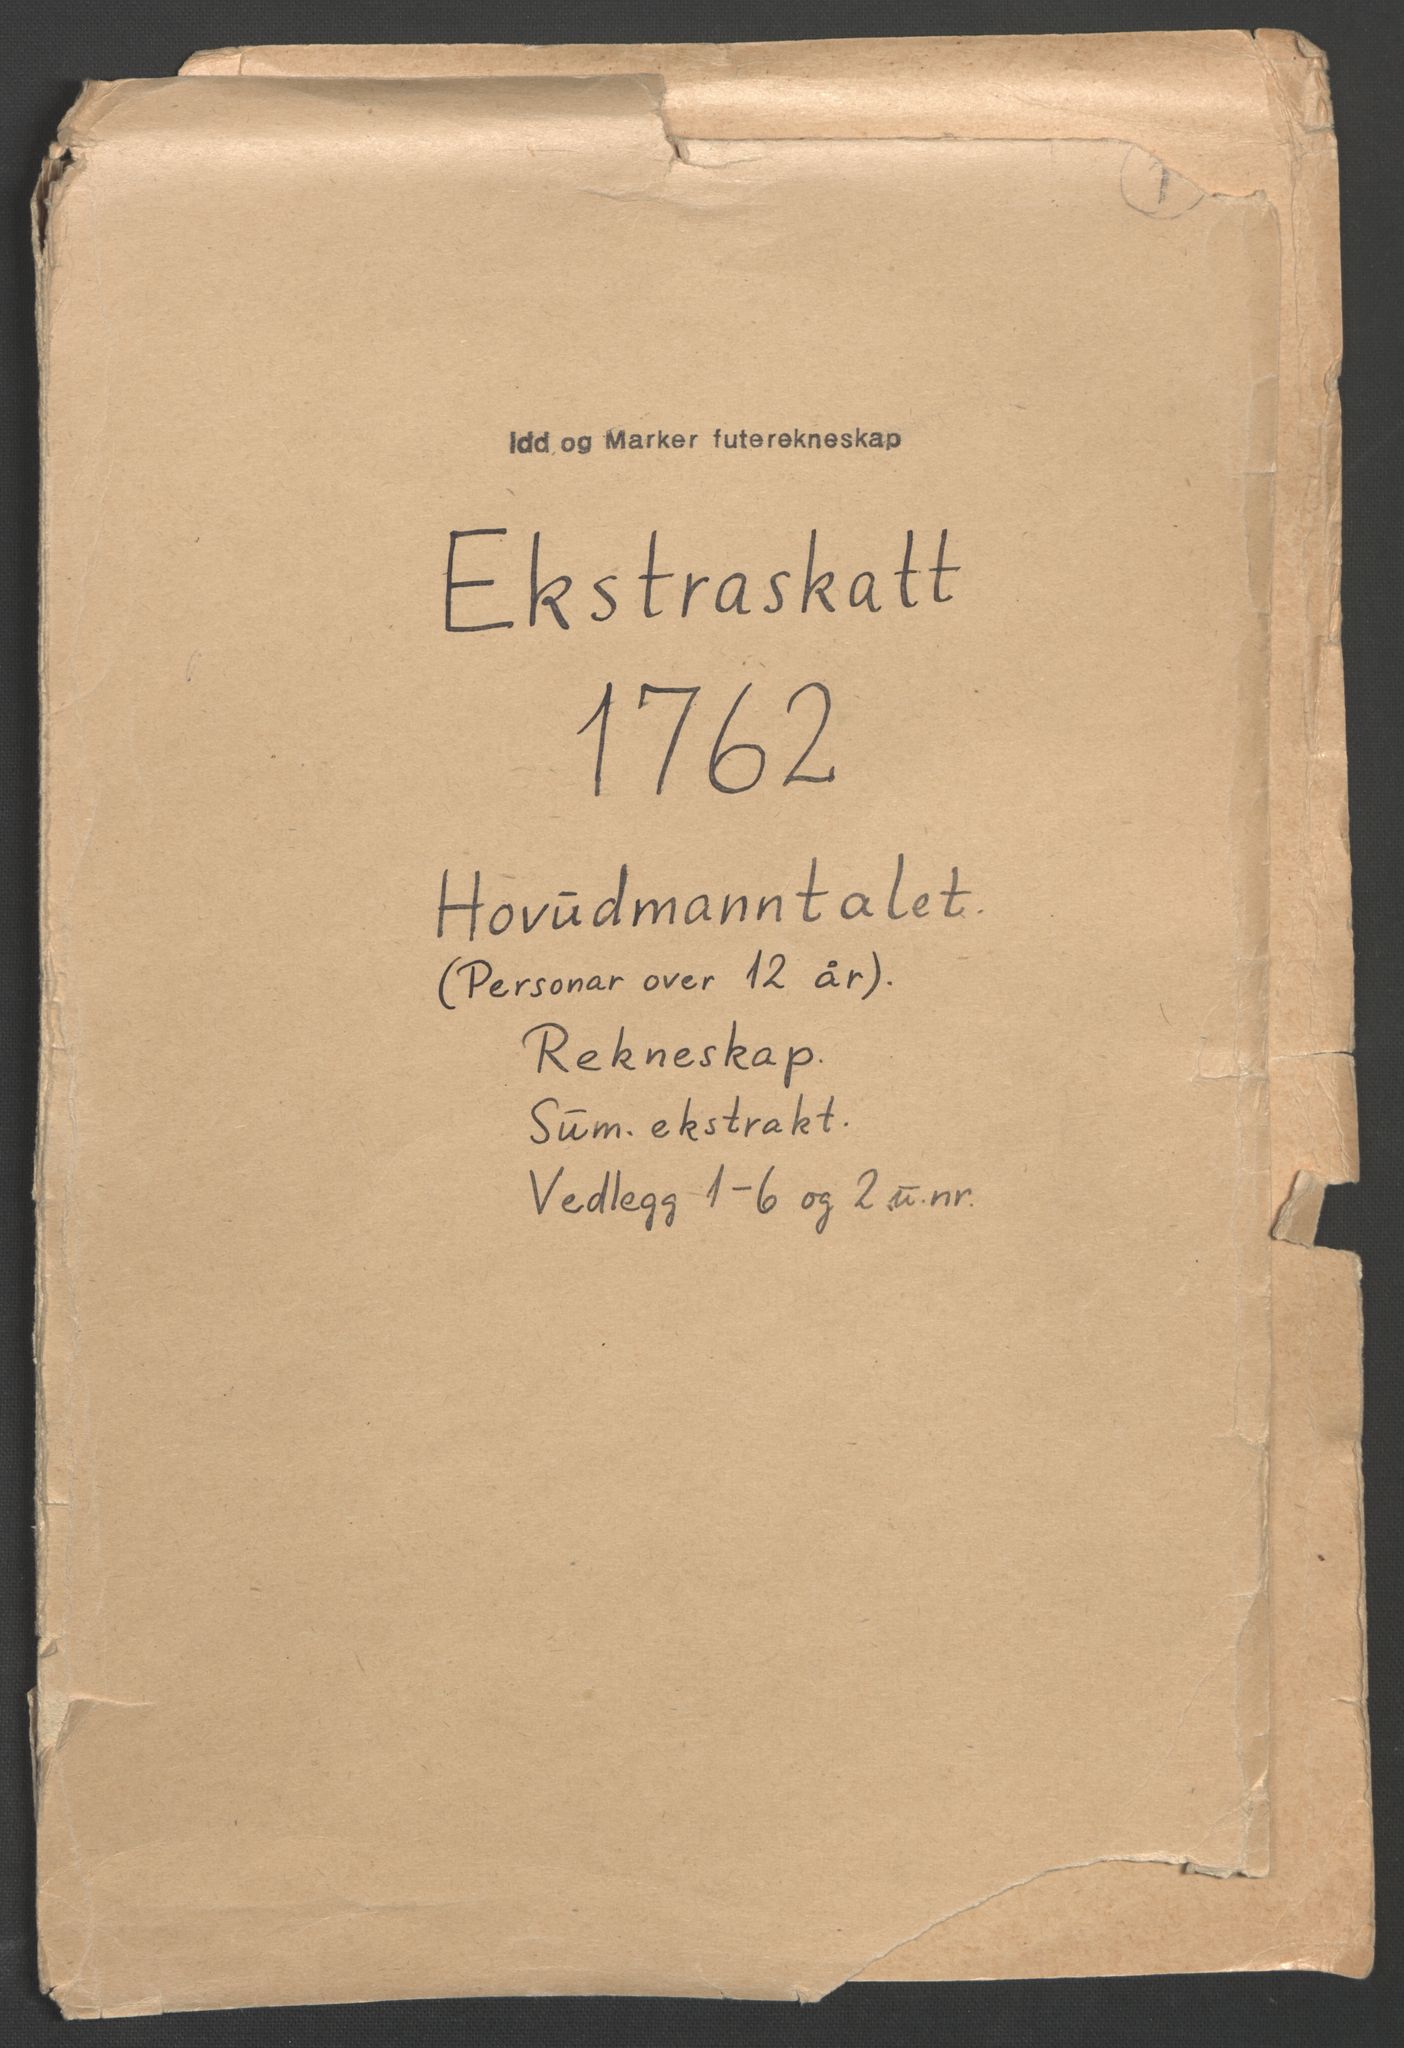 1
Idd og Marker futerekneskap
Ekstraskatt
1762
Hovūdmanntalet.
(Personar over 12 år).
Rekneskap.
Sūm. ekstrakt.
Vedlegg 1-6 og 2 ū.nr.